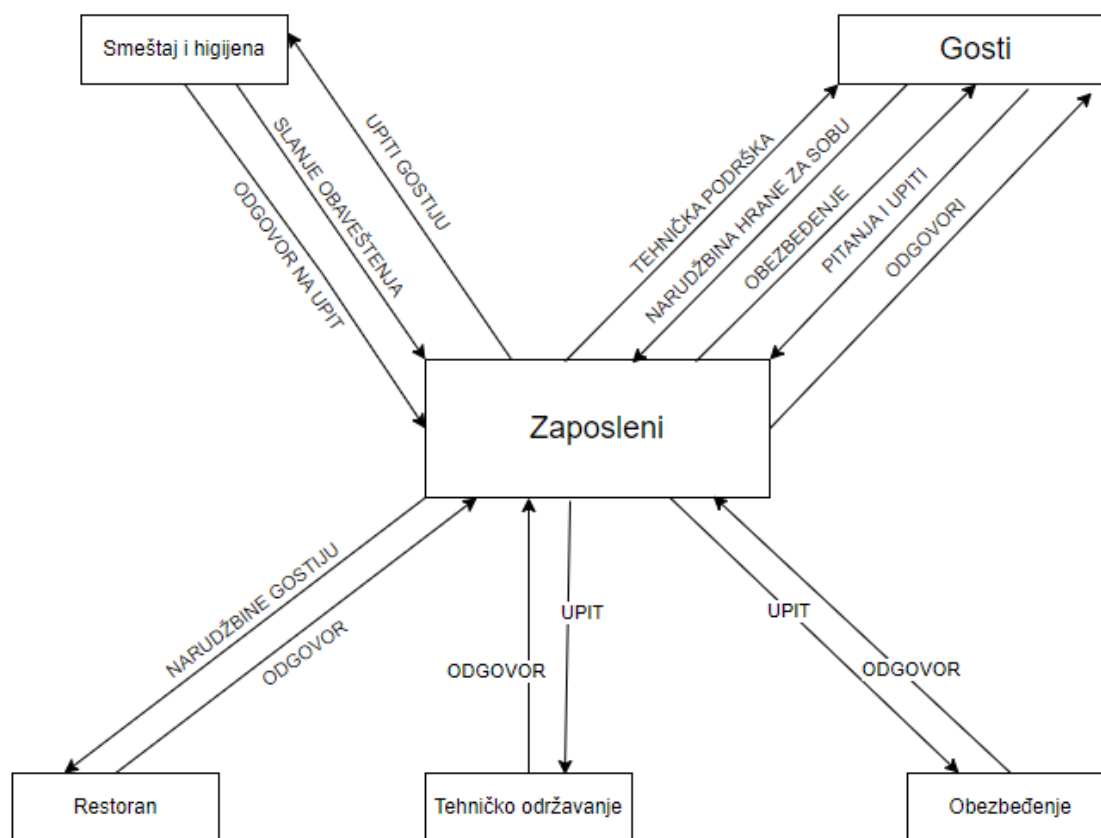 Smeštaj i higijena
Gosti
UPITI GOSTIJU
SLANJE OBAVEŠTENJA
ODGOVOR NA UPIT
TEHNIČKA PODRŠKA
NARUDŽBINA HRANE ZA SOBU
OBEZBEĐENJE
PITANJA I UPITI
ODGOVORI
Zaposleni
NARUDŽBINE GOSTIJU
ODGOVOR
UPIT
ODGOVOR
UPIT
ODGOVOR
Restoran
Tehničko održavanje
Obezbeđenje